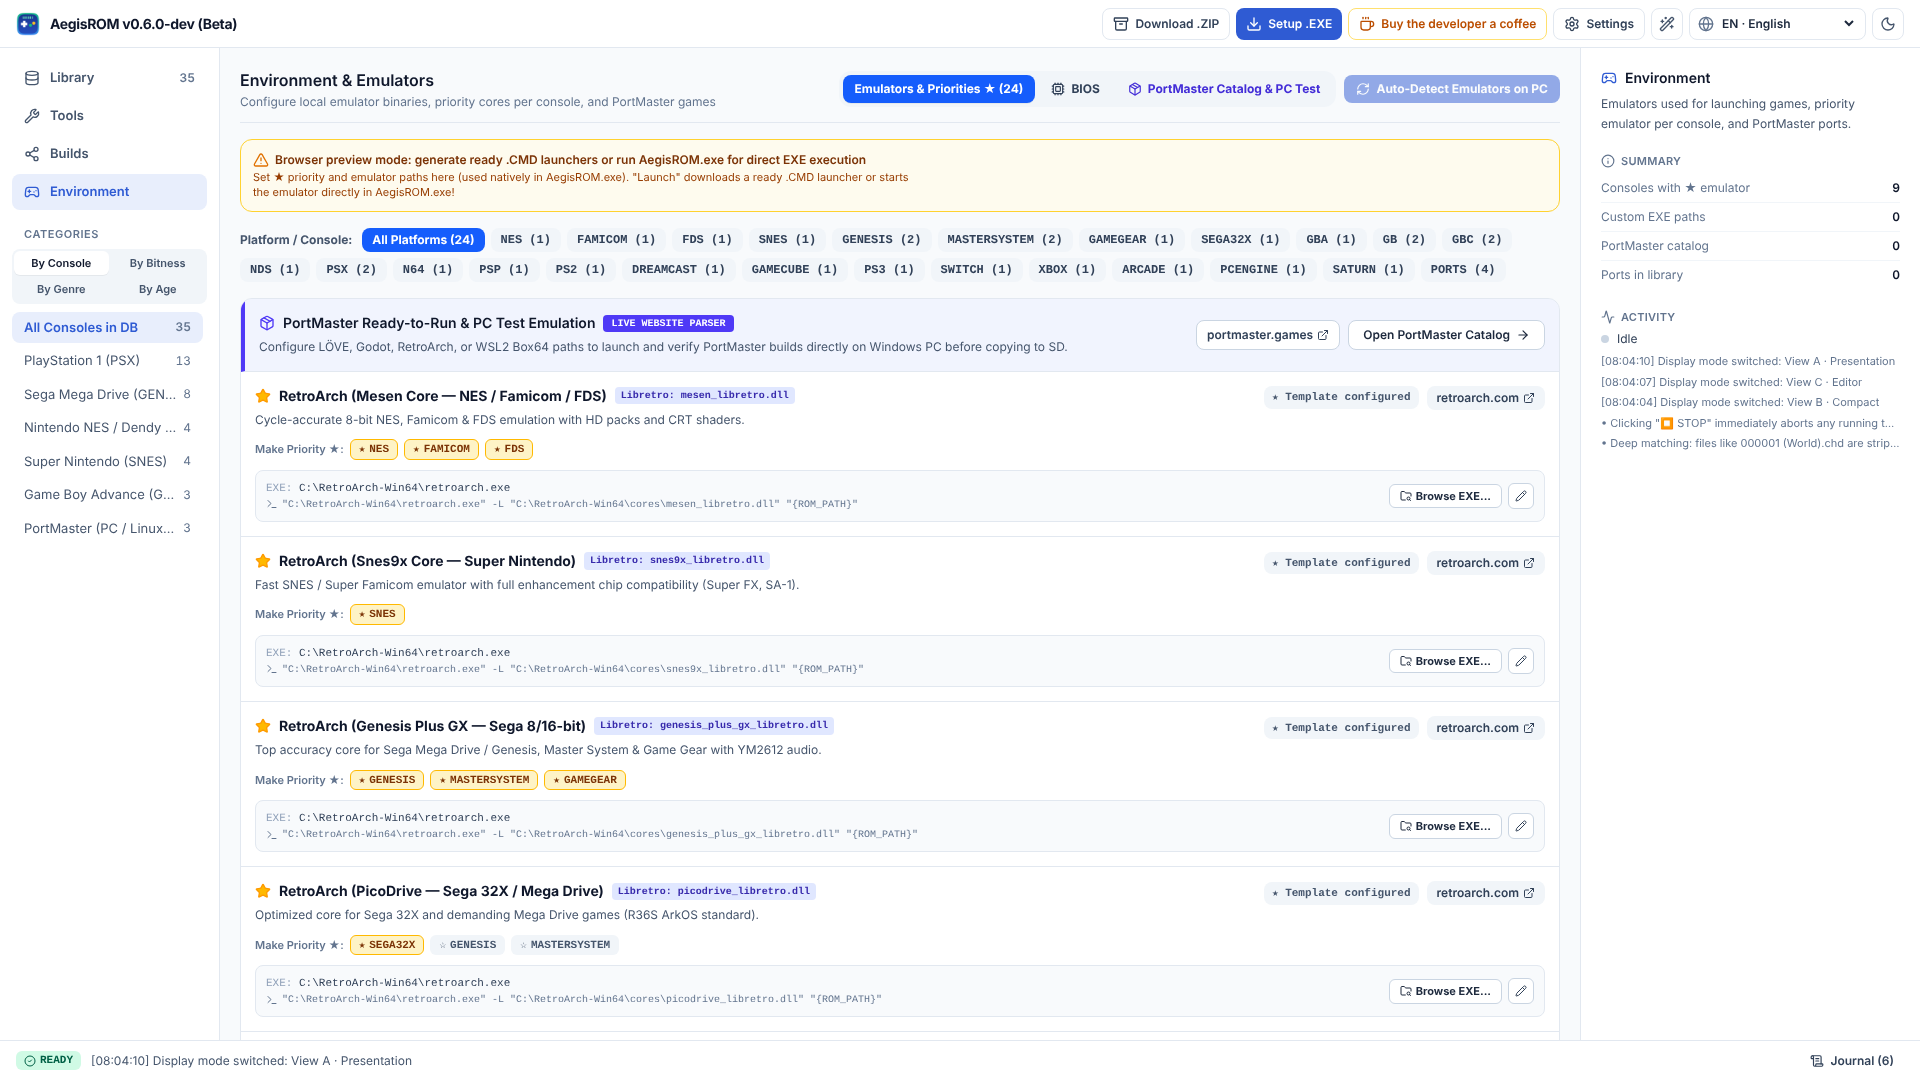 AegisROM v0.6.0-dev (Beta)
Download .ZIP
Setup .EXE
Buy the developer a coffee
Settings
EN · English
Library 35
Tools
Builds
Environment
CATEGORIES
By Console
By Bitness
By Genre
By Age
All Consoles in DB 35
PlayStation 1 (PSX) 13
Sega Mega Drive (GEN... 8
Nintendo NES / Dendy ... 4
Super Nintendo (SNES) 4
Game Boy Advance (G... 3
PortMaster (PC / Linux... 3
Environment & Emulators
Configure local emulator binaries, priority cores per console, and PortMaster games
Emulators & Priorities ★ (24)
BIOS
PortMaster Catalog & PC Test
Auto-Detect Emulators on PC
Browser preview mode: generate ready .CMD launchers or run AegisROM.exe for direct EXE execution
Set ★ priority and emulator paths here (used natively in AegisROM.exe). "Launch" downloads a ready .CMD launcher or starts
the emulator directly in AegisROM.exe!
Platform / Console: All Platforms (24) NES (1) FAMICOM (1) FDS (1) SNES (1) GENESIS (2) MASTERSYSTEM (2) GAMEGEAR (1) SEGA32X (1) GBA (1) GB (2) GBC (2)
NDS (1) PSX (2) N64 (1) PSP (1) PS2 (1) DREAMCAST (1) GAMECUBE (1) PS3 (1) SWITCH (1) XBOX (1) ARCADE (1) PCENGINE (1) SATURN (1) PORTS (4)
PortMaster Ready-to-Run & PC Test Emulation LIVE WEBSITE PARSER
Configure LÖVE, Godot, RetroArch, or WSL2 Box64 paths to launch and verify PortMaster builds directly on Windows PC before copying to SD.
portmaster.games
Open PortMaster Catalog →
RetroArch (Mesen Core — NES / Famicom / FDS) Libretro: mesen_libretro.dll
★ Template configured retroarch.com
Cycle-accurate 8-bit NES, Famicom & FDS emulation with HD packs and CRT shaders.
Make Priority ★: ★ NES ★ FAMICOM ★ FDS
EXE: C:\RetroArch-Win64\retroarch.exe
>_ "C:\RetroArch-Win64\retroarch.exe" -L "C:\RetroArch-Win64\cores\mesen_libretro.dll" "{ROM_PATH}"
Browse EXE...
RetroArch (Snes9x Core — Super Nintendo) Libretro: snes9x_libretro.dll
★ Template configured retroarch.com
Fast SNES / Super Famicom emulator with full enhancement chip compatibility (Super FX, SA-1).
Make Priority ★: ★ SNES
EXE: C:\RetroArch-Win64\retroarch.exe
>_ "C:\RetroArch-Win64\retroarch.exe" -L "C:\RetroArch-Win64\cores\snes9x_libretro.dll" "{ROM_PATH}"
Browse EXE...
RetroArch (Genesis Plus GX — Sega 8/16-bit) Libretro: genesis_plus_gx_libretro.dll
★ Template configured retroarch.com
Top accuracy core for Sega Mega Drive / Genesis, Master System & Game Gear with YM2612 audio.
Make Priority ★: ★ GENESIS ★ MASTERSYSTEM ★ GAMEGEAR
EXE: C:\RetroArch-Win64\retroarch.exe
>_ "C:\RetroArch-Win64\retroarch.exe" -L "C:\RetroArch-Win64\cores\genesis_plus_gx_libretro.dll" "{ROM_PATH}"
Browse EXE...
RetroArch (PicoDrive — Sega 32X / Mega Drive) Libretro: picodrive_libretro.dll
★ Template configured retroarch.com
Optimized core for Sega 32X and demanding Mega Drive games (R36S ArkOS standard).
Make Priority ★: ★ SEGA32X ☆ GENESIS ☆ MASTERSYSTEM
EXE: C:\RetroArch-Win64\retroarch.exe
>_ "C:\RetroArch-Win64\retroarch.exe" -L "C:\RetroArch-Win64\cores\picodrive_libretro.dll" "{ROM_PATH}"
Browse EXE...
Environment
Emulators used for launching games, priority
emulator per console, and PortMaster ports.
SUMMARY
Consoles with ★ emulator 9
Custom EXE paths 0
PortMaster catalog 0
Ports in library 0
ACTIVITY
Idle
[08:04:10] Display mode switched: View A · Presentation
[08:04:07] Display mode switched: View C · Editor
[08:04:04] Display mode switched: View B · Compact
• Clicking "⏹ STOP" immediately aborts any running t...
• Deep matching: files like 000001 (World).chd are strip...
READY [08:04:10] Display mode switched: View A · Presentation
Journal (6)